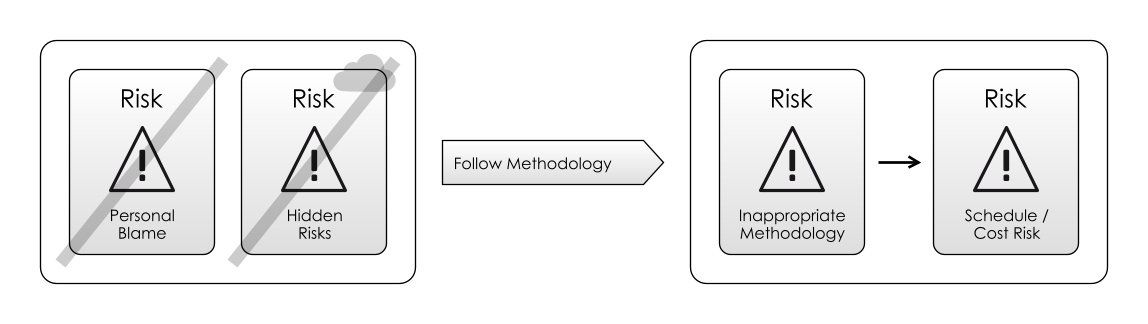 Risk
Personal
Blame
Risk
Hidden
Risks
Follow Methodology
Risk
Inappropriate
Methodology
Risk
Schedule /
Cost Risk